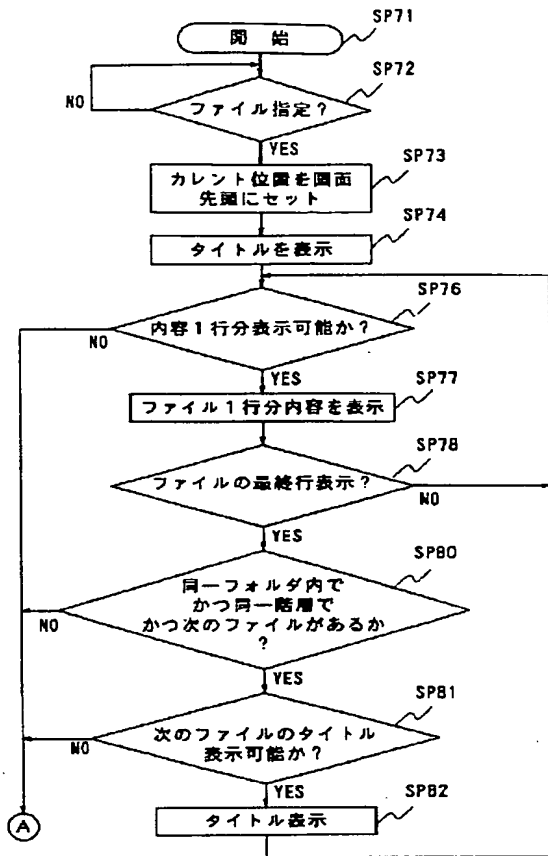 SP71
開 始
SP72
NO
ファイル指定?
YES
SP73
カレント位置を画面
先頭にセット
SP74
タイトルを表示
SP76
NO
内容1行分表示可能か?
YES
SP77
ファイル1行分内容を表示
SP78
ファイルの最終行表示?
NO
YES
SP80
同一フォルダ内で
かつ同一階層で
かつ次のファイルがあるか
?
NO
YES
SP81
次のファイルのタイトル
表示可能か?
NO
YES
SP82
タイトル表示
A